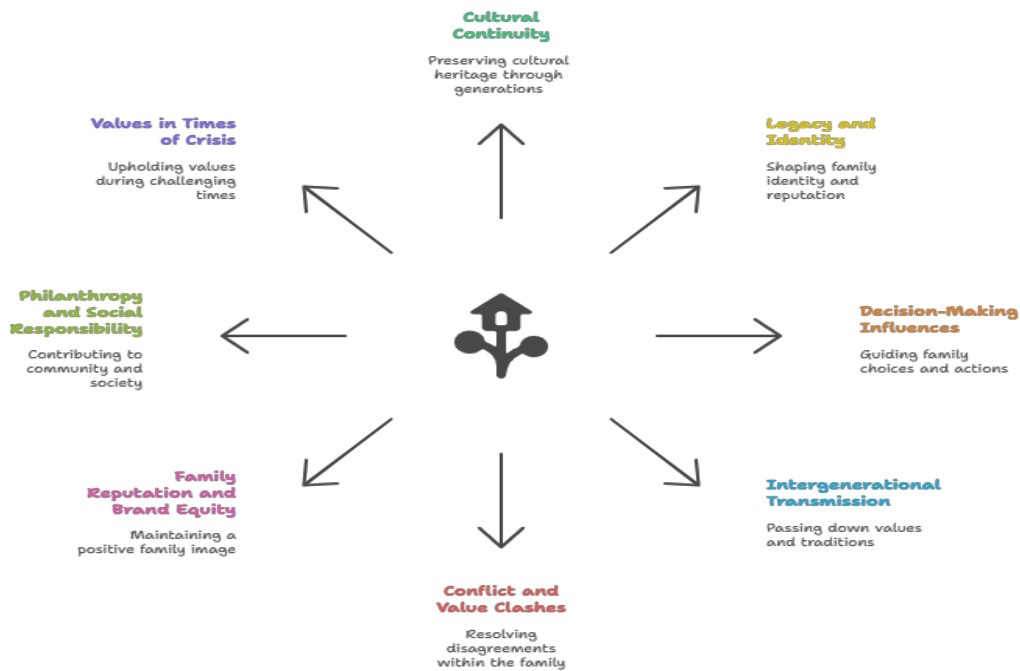 Cultural
Continuity
Preserving cultural
heritage through
generations
Legacy and
Identity
Shaping family
identity and
reputation
Decision-Making
Influences
Guiding family
choices and actions
Intergenerational
Transmission
Passing down values
and traditions
Conflict and
Value Clashes
Resolving
disagreements
within the family
Family
Reputation and
Brand Equity
Maintaining a
positive family image
Philanthropy
and Social
Responsibility
Contributing to
community and
society
Values in Times
of Crisis
Upholding values
during challenging
times